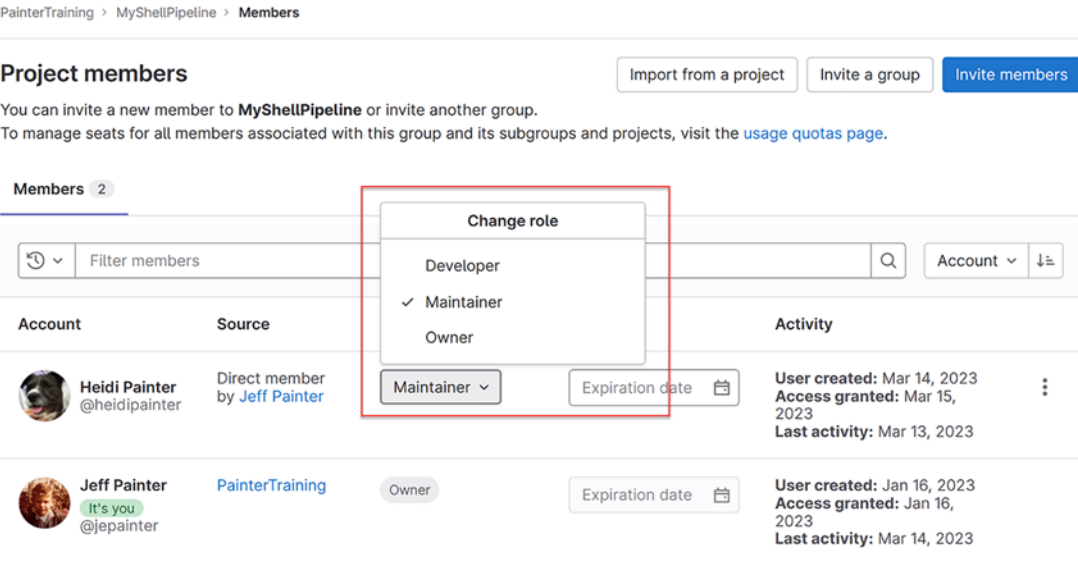 PainterTraining > MyShellPipeline > Members
Project members
Import from a project
Invite a group
Invite members
You can invite a new member to MyShellPipeline or invite another group.
To manage seats for all members associated with this group and its subgroups and projects, visit the usage quotas page.
Members 2
Change role
Developer
Maintainer
Owner
Filter members
Account
Account
Source
Activity
Heidi Painter
@heidipainter
Direct member
by Jeff Painter
Maintainer
Expiration date
User created: Mar 14, 2023
Access granted: Mar 15,
2023
Last activity: Mar 13, 2023
Jeff Painter
It's you
@jepainter
PainterTraining
Owner
Expiration date
User created: Jan 16, 2023
Access granted: Jan 16,
2023
Last activity: Mar 14, 2023